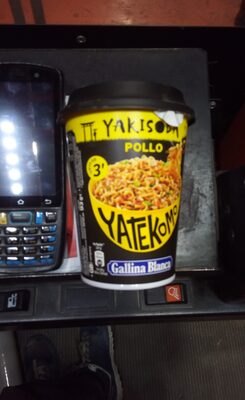 YAKISOBA
POLLO
3'
YATEKOMO
Gallina Blanca